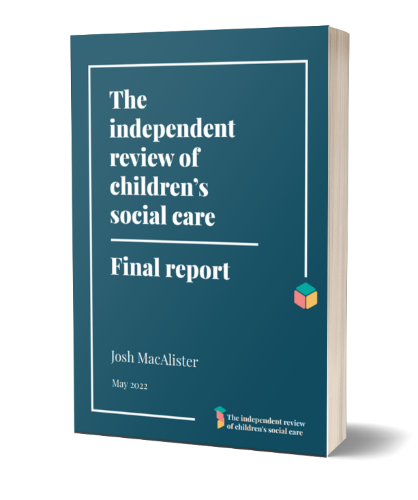 The
independent
review of
children's
social care
Final report
Josh MacAlister
May 2022
The independent review
of children's social care